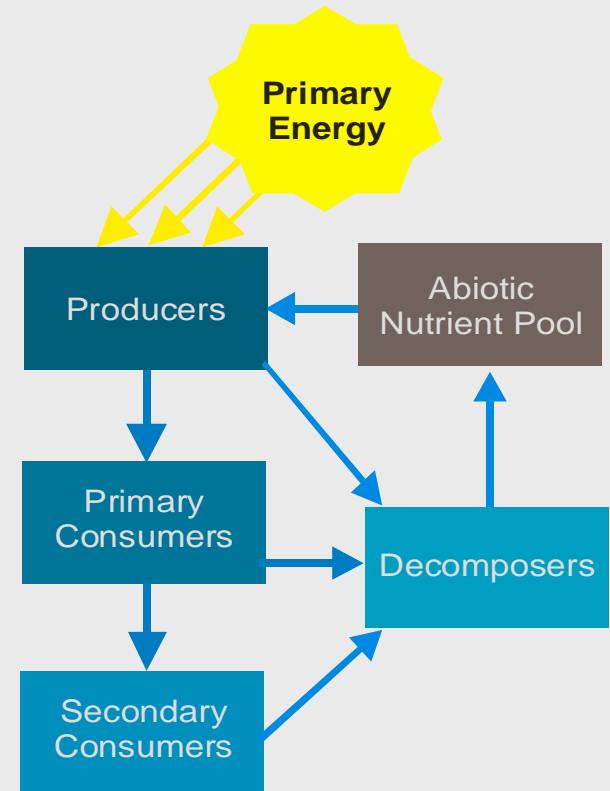 Primary
Energy
Producers
Abiotic
Nutrient Pool
Primary
Consumers
Decomposers
Secondary
Consumers